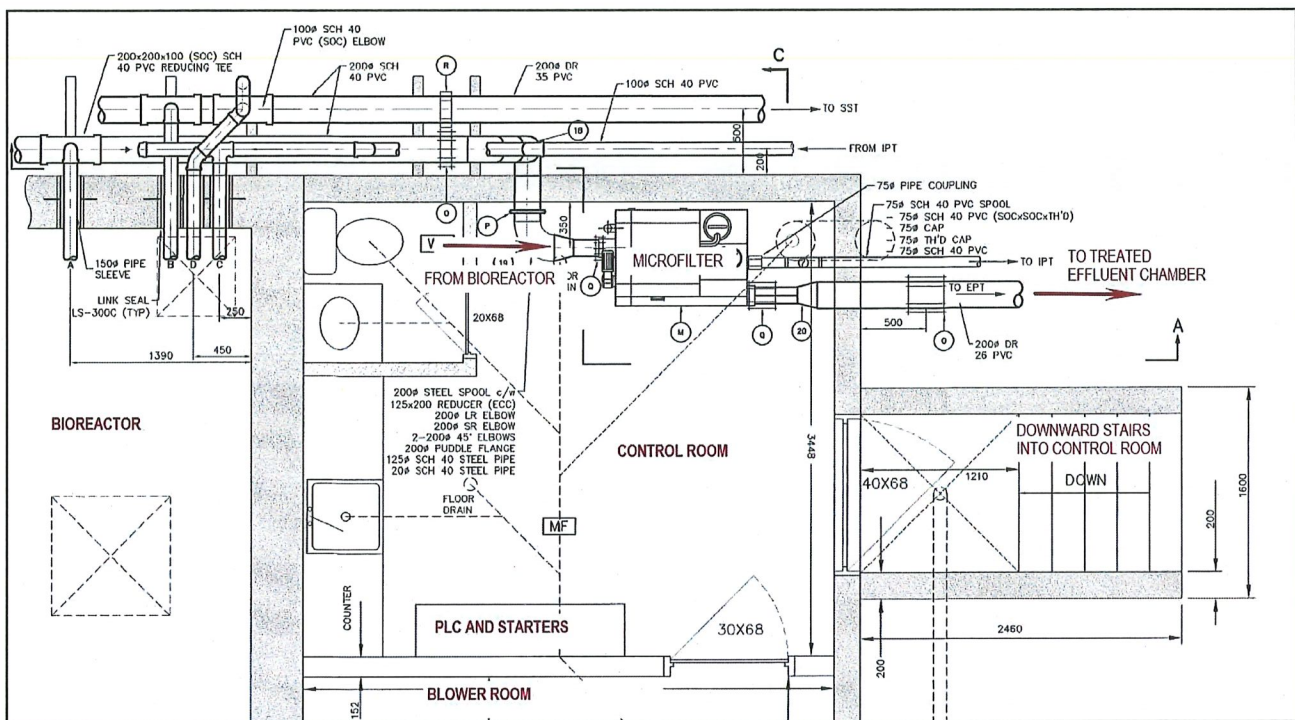 100ø SCH 40
PVC (SOC) ELBOW
200x200x100 (SOC) SCH
40 PVC REDUCING TEE
200ø SCH
40 PVC
R
200ø DR
35 PVC
100ø SCH 40 PVC
C
TO SST
18
500
FROM IPT
200
75ø PIPE COUPLING
75ø SCH 40 PVC SPOOL
75ø SCH 40 PVC (SOCxSOCxTH'D)
75ø CAP
75ø TH'D CAP
75ø SCH 40 PVC
O
P
350
V
FROM BIOREACTOR
MICROFILTER
TO IPT
TO TREATED
EFFLUENT CHAMBER
TO EPT
A
B
D
C
150ø PIPE
SLEEVE
LINK SEAL
LS-300C (TYP)
250
450
1390
20X68
Q
M
Q
20
500
O
200ø DR
26 PVC
A
BIOREACTOR
200ø STEEL SPOOL c/w
125x200 REDUCER (ECC)
200ø LR ELBOW
200ø SR ELBOW
2-200ø 45° ELBOWS
200ø PUDDLE FLANGE
125ø SCH 40 STEEL PIPE
20ø SCH 40 STEEL PIPE
FLOOR
DRAIN
CONTROL ROOM
3448
DOWNWARD STAIRS
INTO CONTROL ROOM
40X68
1210
DOWN
1600
200
MF
COUNTER
PLC AND STARTERS
30X68
2460
200
BLOWER ROOM
152